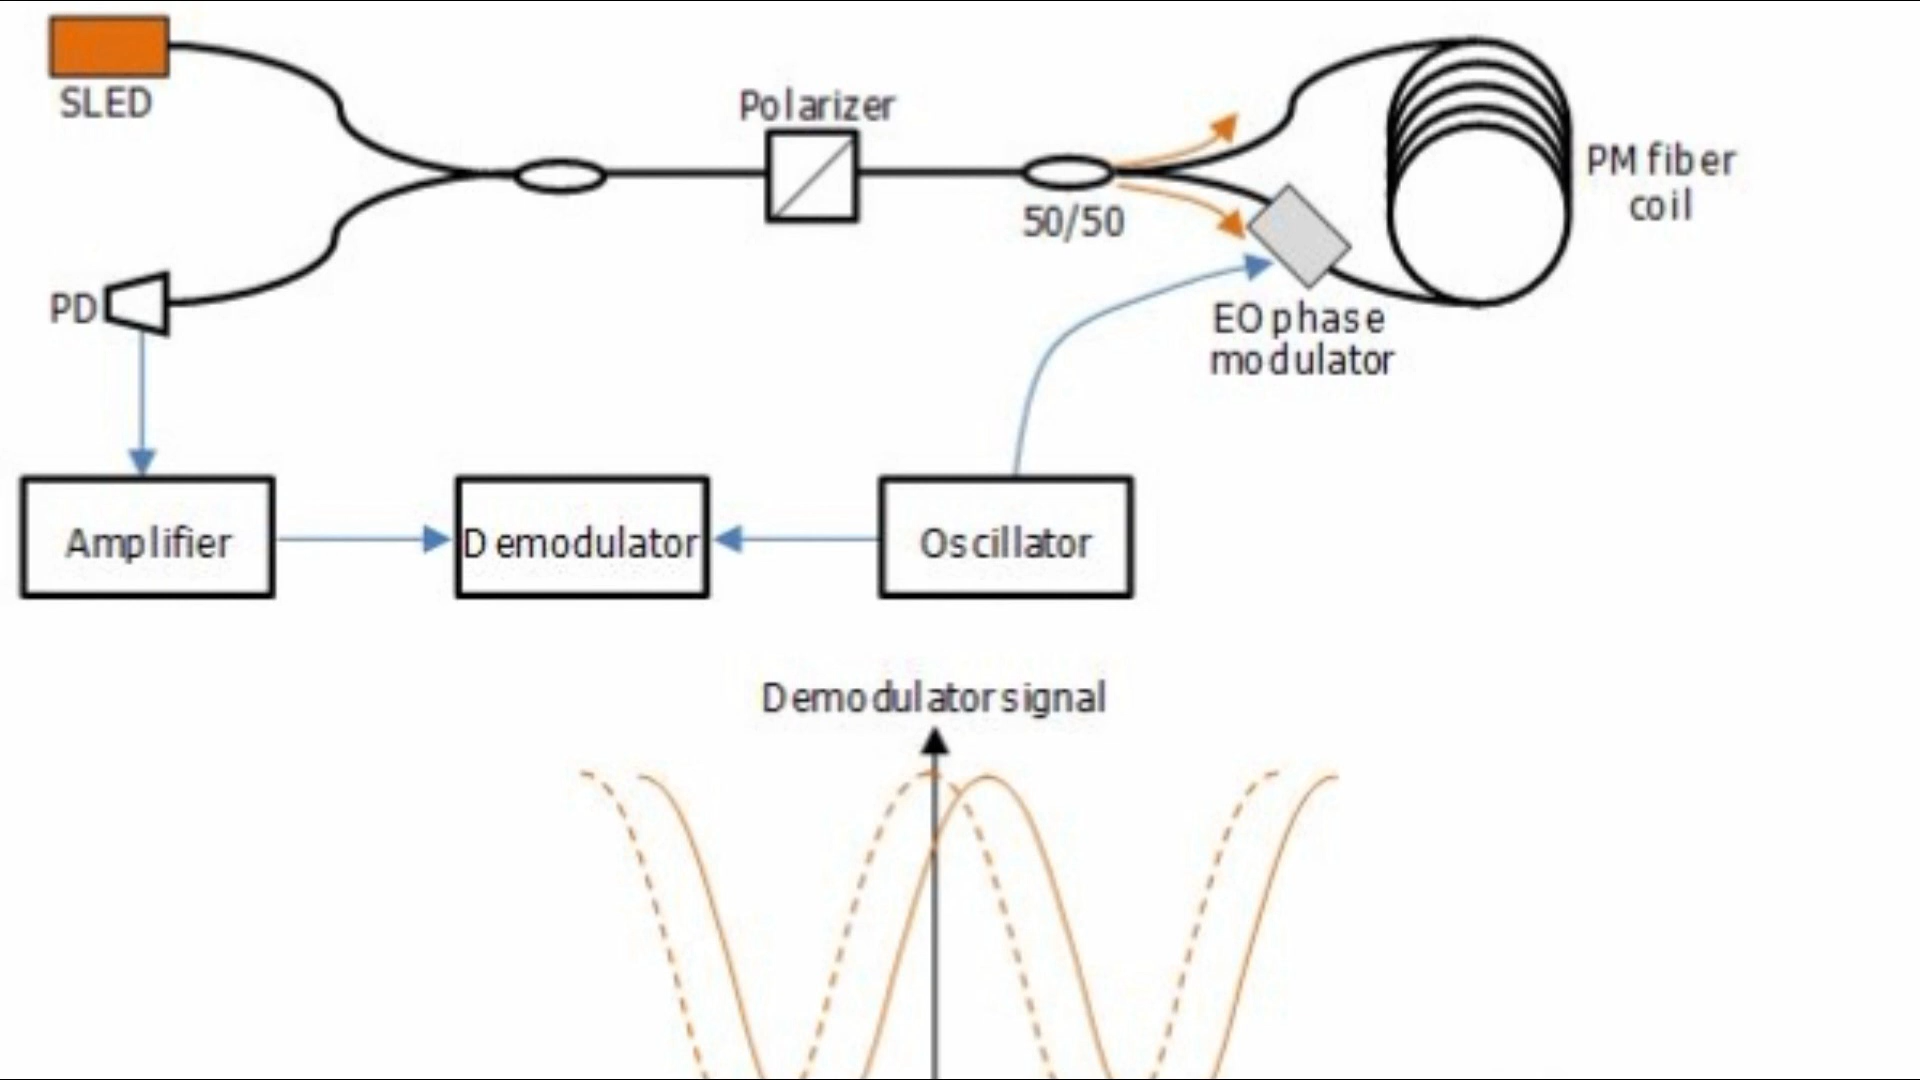 SLED
Polarizer
PM fiber
coil
50/50
PD
EO phase
modulator
Amplifier
Demodulator
Oscillator
Demodulator signal